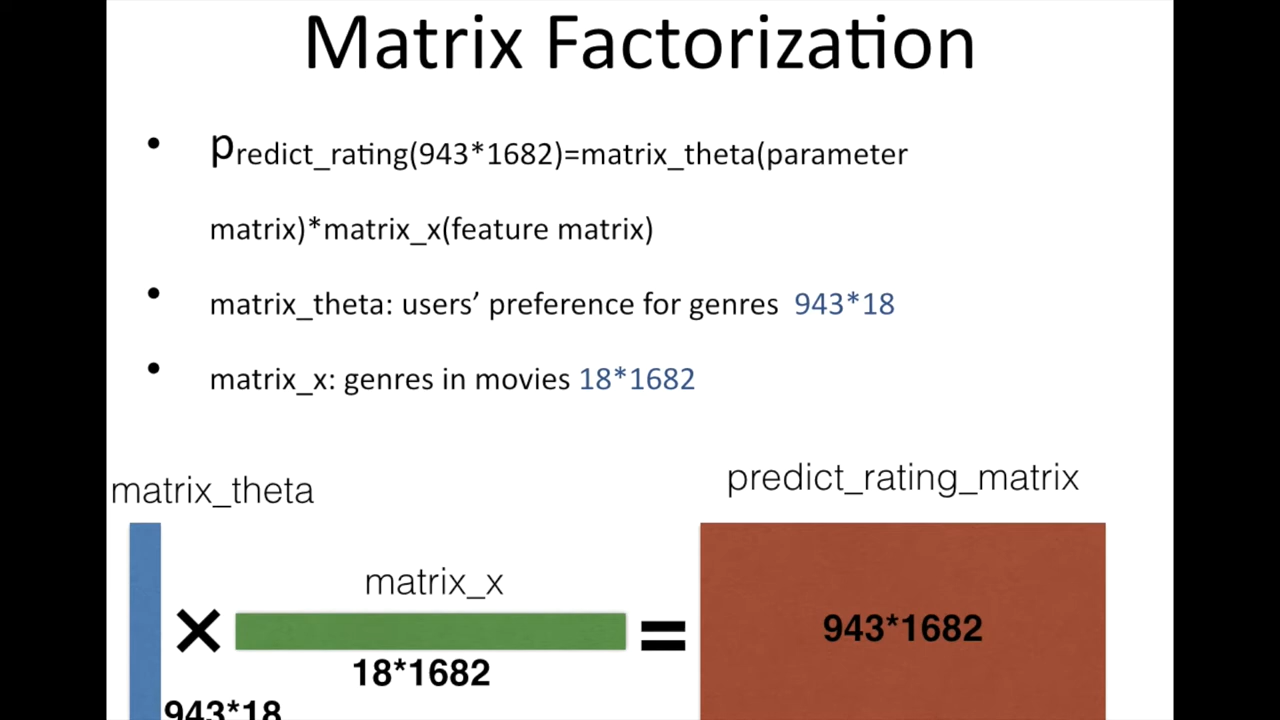 Matrix Factorization
• predict_rating(943*1682)=matrix_theta(parameter
matrix)*matrix_x(feature matrix)
• matrix_theta: users’ preference for genres 943*18
• matrix_x: genres in movies 18*1682
matrix_theta
predict_rating_matrix
matrix_x
× =
943*1682
18*1682
943*18